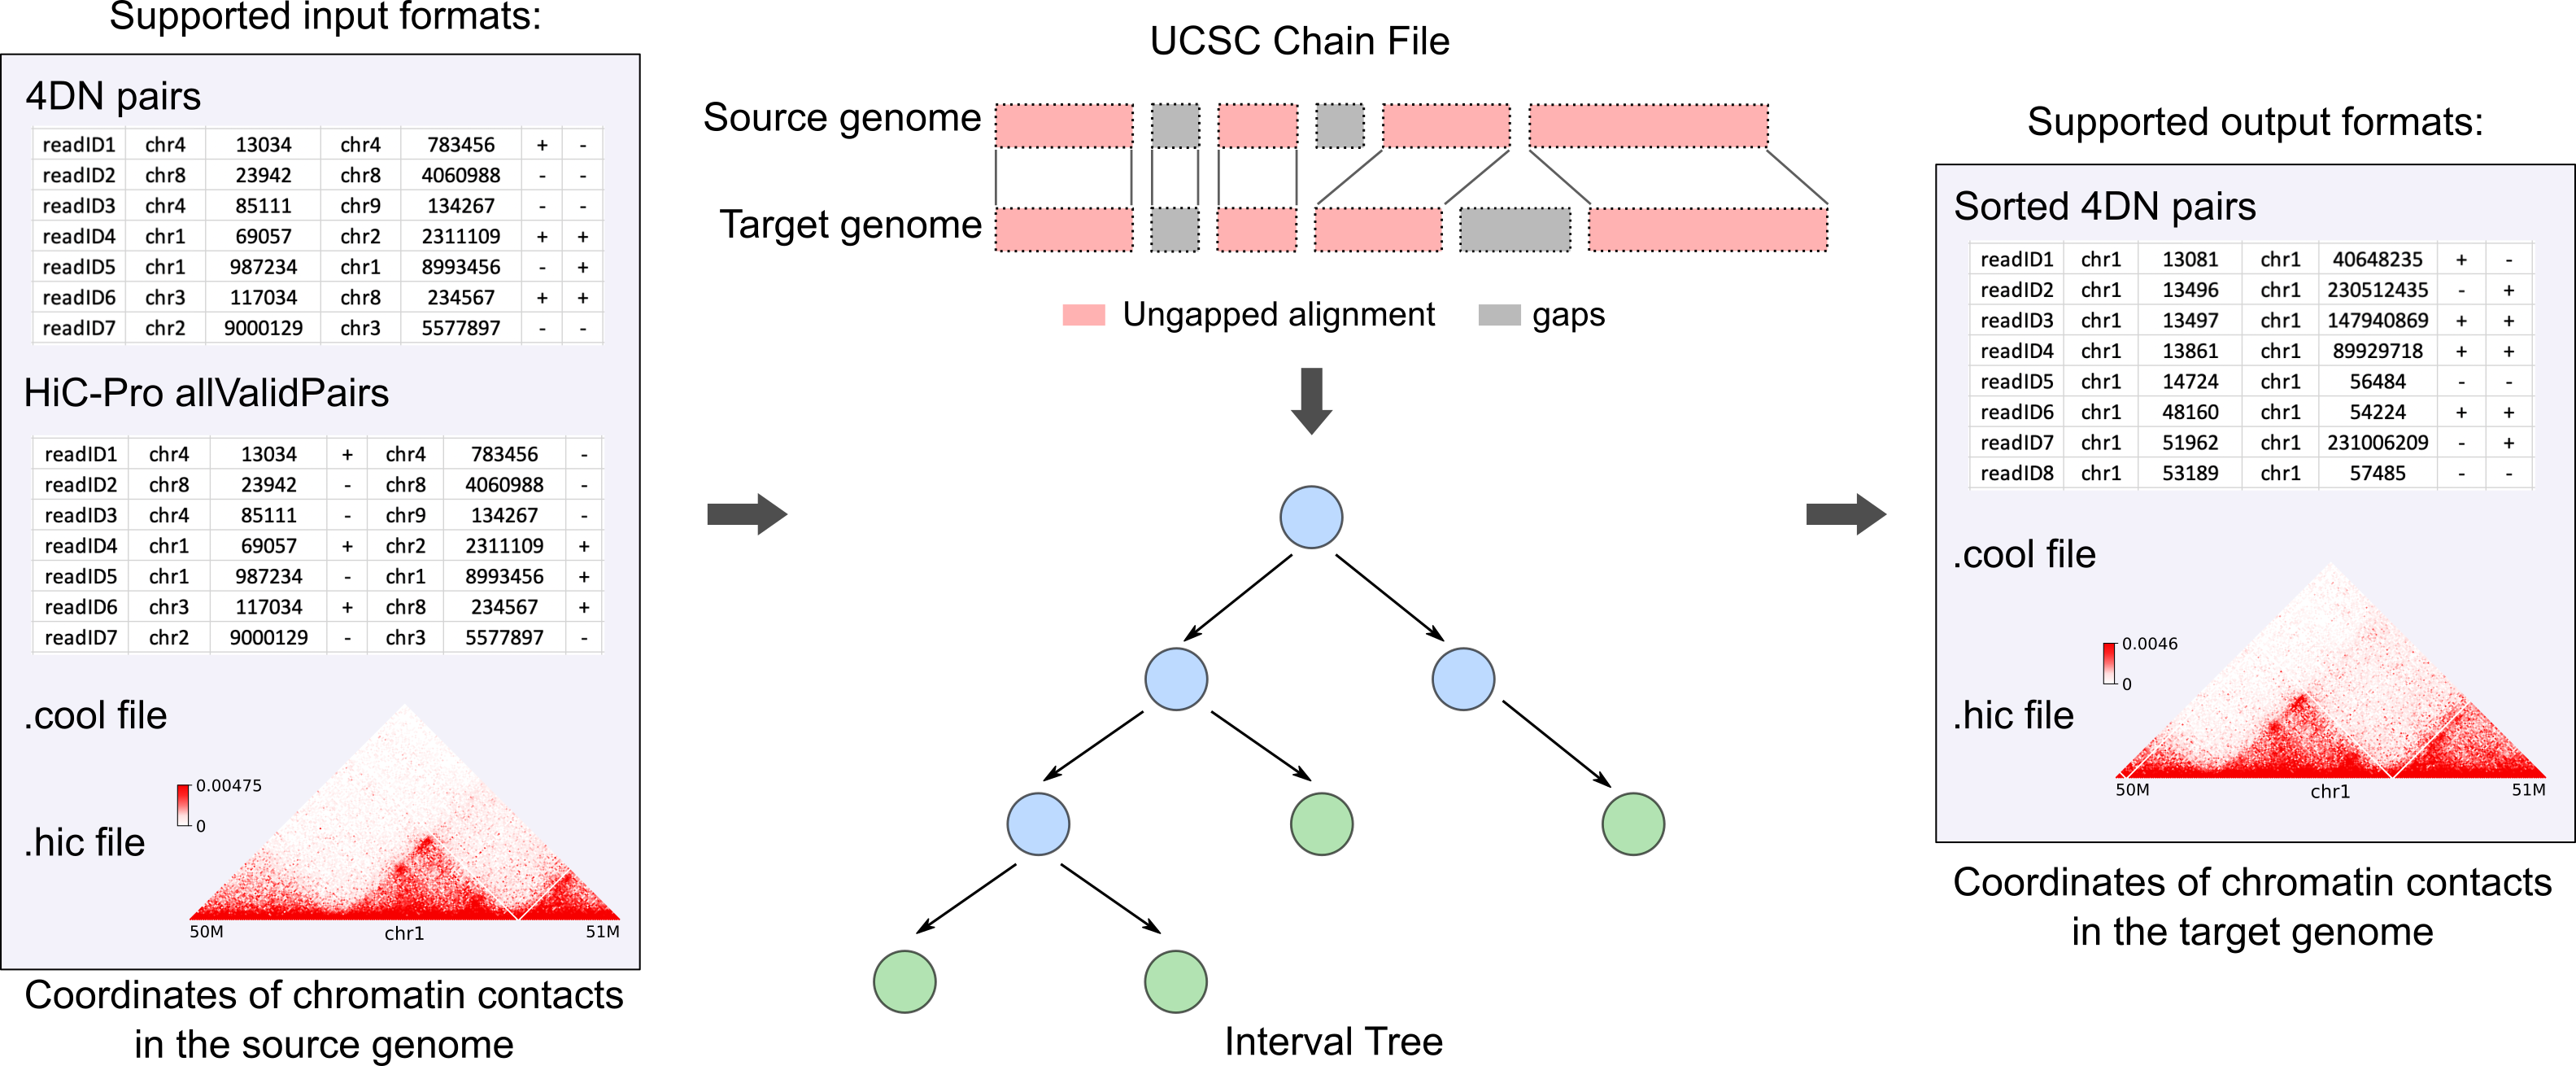 Supported input formats:
4DN pairs
readID1 chr4 13034 chr4 783456 + -
readID2 chr8 23942 chr8 4060988 - -
readID3 chr4 85111 chr9 134267 - -
readID4 chr1 69057 chr2 2311109 + +
readID5 chr1 987234 chr1 8993456 - +
readID6 chr3 117034 chr8 234567 + +
readID7 chr2 9000129 chr3 5577897 - -
HiC-Pro allValidPairs
readID1 chr4 13034 + chr4 783456 -
readID2 chr8 23942 - chr8 4060988 -
readID3 chr4 85111 - chr9 134267 -
readID4 chr1 69057 + chr2 2311109 +
readID5 chr1 987234 - chr1 8993456 +
readID6 chr3 117034 + chr8 234567 +
readID7 chr2 9000129 - chr3 5577897 -
.cool file
0.00475
0
.hic file
50M chr1 51M
Coordinates of chromatin contacts
in the source genome
UCSC Chain File
Source genome
Target genome
Ungapped alignment gaps
Interval Tree
Supported output formats:
Sorted 4DN pairs
readID1 chr1 13081 chr1 40648235 + -
readID2 chr1 13496 chr1 230512435 - +
readID3 chr1 13497 chr1 147940869 + +
readID4 chr1 13861 chr1 89929718 + +
readID5 chr1 14724 chr1 56484 - -
readID6 chr1 48160 chr1 54224 + +
readID7 chr1 51962 chr1 231006209 - +
readID8 chr1 53189 chr1 57485 - -
.cool file
0.0046
0
.hic file
50M chr1 51M
Coordinates of chromatin contacts
in the target genome